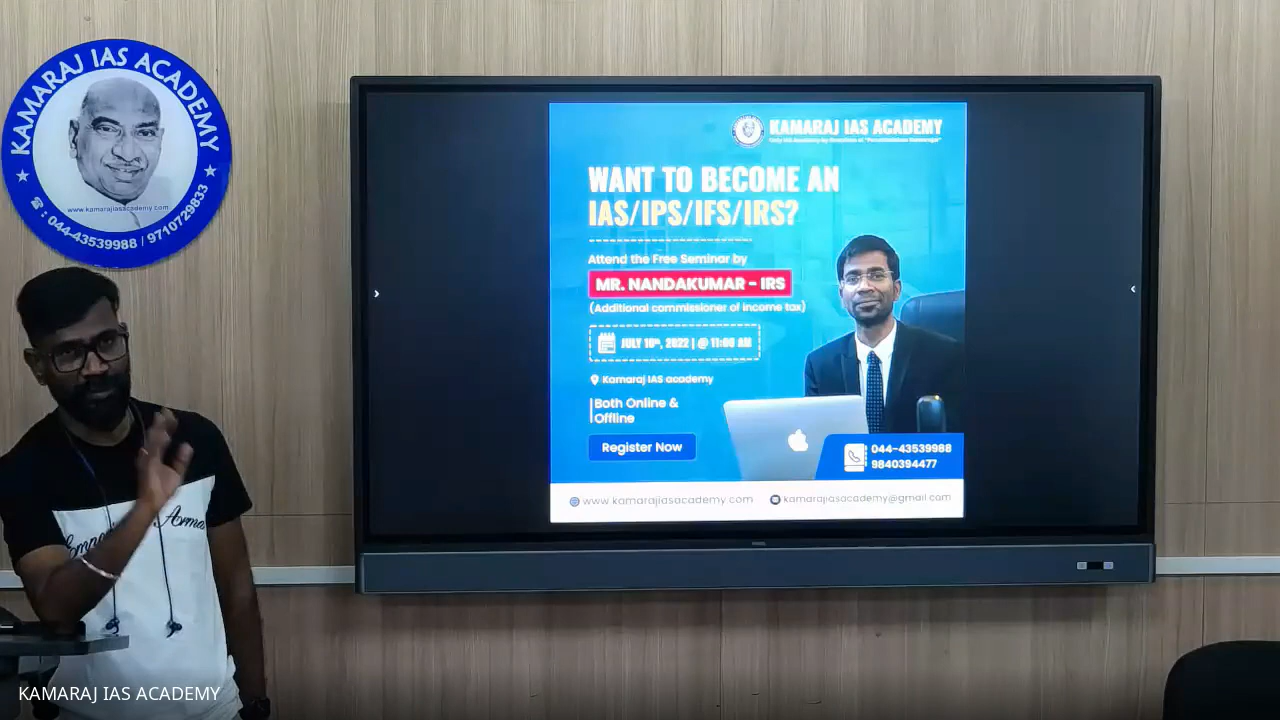 KAMARAJ IAS ACADEMY
www.kamarajiasacademy.com
☎ : 044-43539988 / 9710729833
KAMARAJ IAS ACADEMY
WANT TO BECOME AN
IAS/IPS/IFS/IRS?
Attend the Free Seminar by
MR. NANDAKUMAR - IRS
(Additional commissioner of income tax)
JULY 10th, 2022 | @ 11:00 AM
Kamaraj IAS academy
Both Online &
Offline
Register Now
044-43539988
9840394477
www.kamarajiasacademy.com
kamarajiasacademy@gmail.com
KAMARAJ IAS ACADEMY